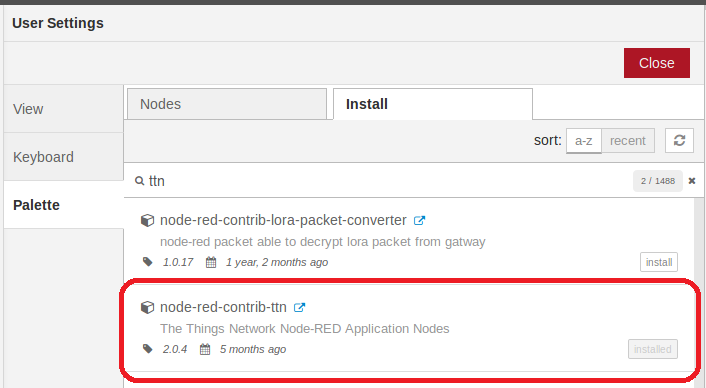 User Settings
Close
View
Keyboard
Palette
Nodes
Install
sort: a-z recent
ttn
2 / 1488
node-red-contrib-lora-packet-converter
node-red packet able to decrypt lora packet from gatway
1.0.17 1 year, 2 months ago
install
node-red-contrib-ttn
The Things Network Node-RED Application Nodes
2.0.4 5 months ago
installed